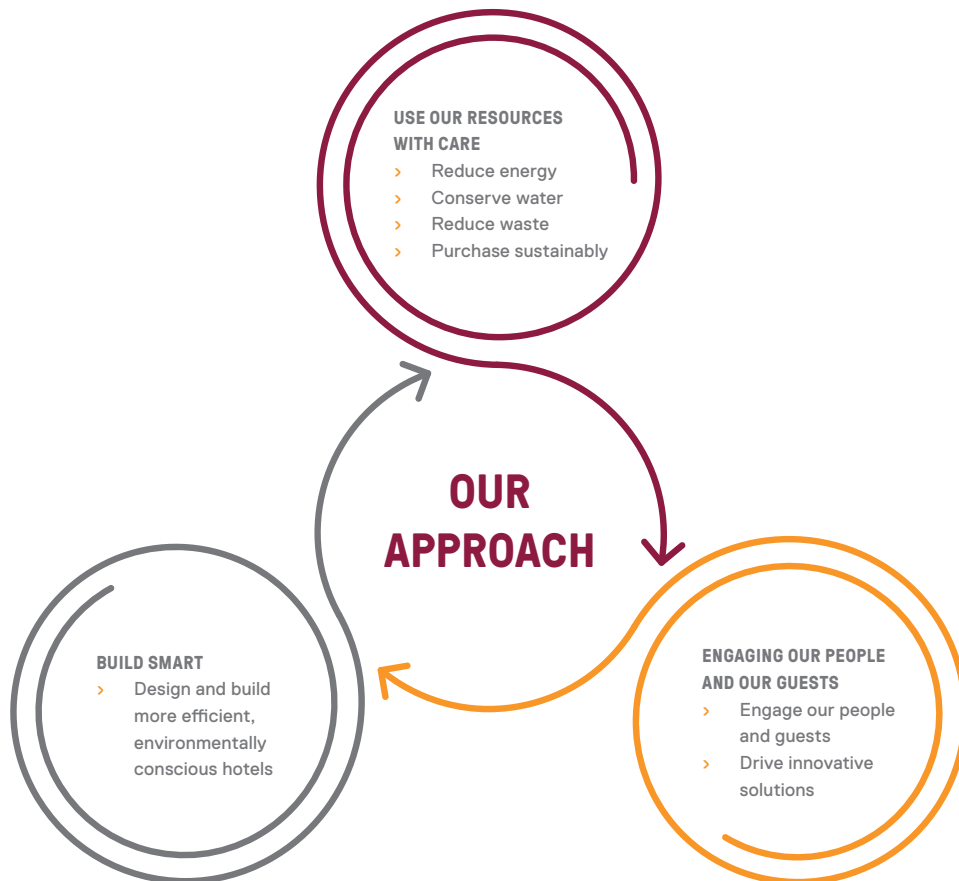 USE OUR RESOURCES
WITH CARE
› Reduce energy
› Conserve water
› Reduce waste
› Purchase sustainably
OUR
APPROACH
BUILD SMART
› Design and build
more efficient,
environmentally
conscious hotels
ENGAGING OUR PEOPLE
AND OUR GUESTS
› Engage our people
and guests
› Drive innovative
solutions